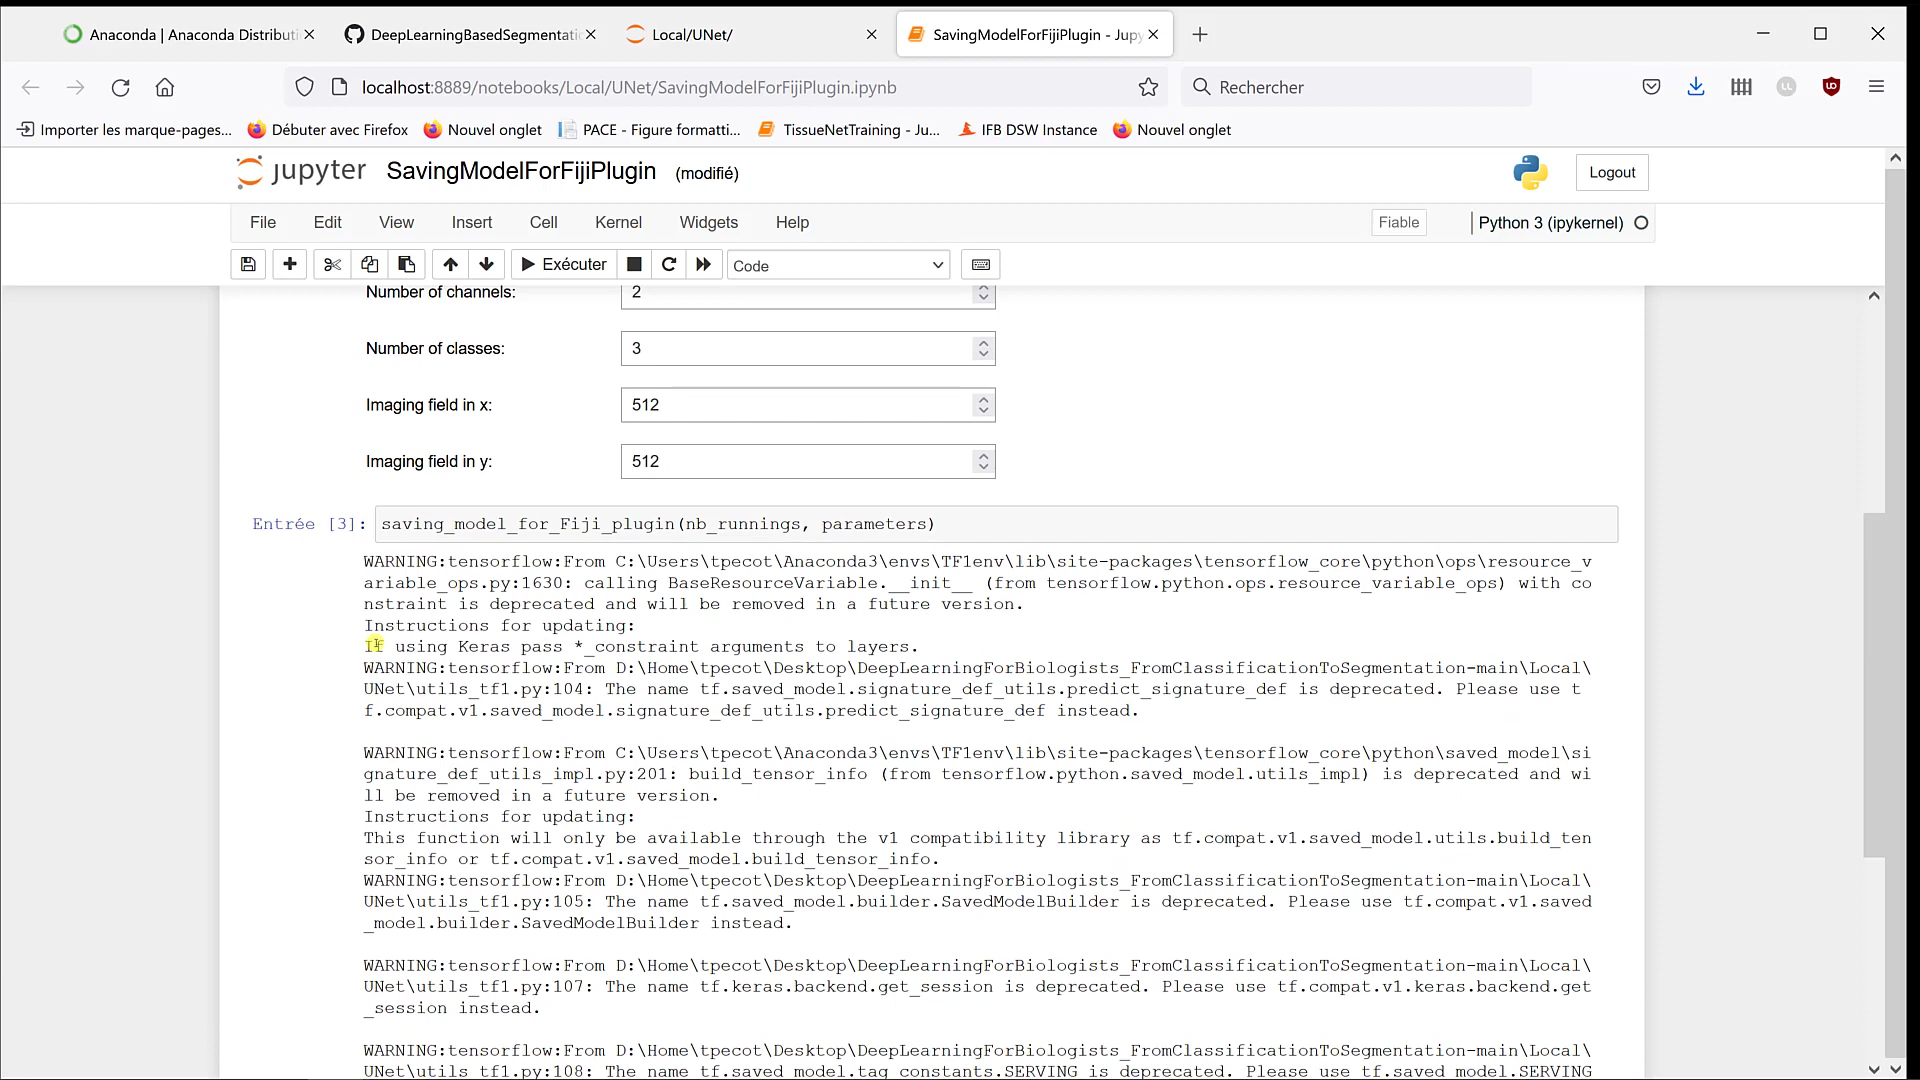 Anaconda | Anaconda Distributi
DeepLearningBasedSegmentati
Local/UNet/
SavingModelForFijiPlugin - Jupy
localhost:8889/notebooks/Local/UNet/SavingModelForFijiPlugin.ipynb
Rechercher
Importer les marque-pages...
Débuter avec Firefox
Nouvel onglet
PACE - Figure formatti...
TissueNetTraining - Ju...
IFB DSW Instance
Nouvel onglet
jupyter SavingModelForFijiPlugin (modifié)
Logout
File Edit View Insert Cell Kernel Widgets Help
Fiable
Python 3 (ipykernel)
Exécuter
Code
Number of channels: 2
Number of classes: 3
Imaging field in x: 512
Imaging field in y: 512
Entrée [3]: saving_model_for_Fiji_plugin(nb_runnings, parameters)
WARNING:tensorflow:From C:\Users\tpecot\Anaconda3\envs\TF1env\lib\site-packages\tensorflow_core\python\ops\resource_v
ariable_ops.py:1630: calling BaseResourceVariable.__init__ (from tensorflow.python.ops.resource_variable_ops) with co
nstraint is deprecated and will be removed in a future version.
Instructions for updating:
If using Keras pass *_constraint arguments to layers.
WARNING:tensorflow:From D:\Home\tpecot\Desktop\DeepLearningForBiologists_FromClassificationToSegmentation-main\Local\
UNet\utils_tf1.py:104: The name tf.saved_model.signature_def_utils.predict_signature_def is deprecated. Please use t
f.compat.v1.saved_model.signature_def_utils.predict_signature_def instead.
WARNING:tensorflow:From C:\Users\tpecot\Anaconda3\envs\TF1env\lib\site-packages\tensorflow_core\python\saved_model\si
gnature_def_utils_impl.py:201: build_tensor_info (from tensorflow.python.saved_model.utils_impl) is deprecated and wi
ll be removed in a future version.
Instructions for updating:
This function will only be available through the v1 compatibility library as tf.compat.v1.saved_model.utils.build_ten
sor_info or tf.compat.v1.saved_model.build_tensor_info.
WARNING:tensorflow:From D:\Home\tpecot\Desktop\DeepLearningForBiologists_FromClassificationToSegmentation-main\Local\
UNet\utils_tf1.py:105: The name tf.saved_model.builder.SavedModelBuilder is deprecated. Please use tf.compat.v1.saved
_model.builder.SavedModelBuilder instead.
WARNING:tensorflow:From D:\Home\tpecot\Desktop\DeepLearningForBiologists_FromClassificationToSegmentation-main\Local\
UNet\utils_tf1.py:107: The name tf.keras.backend.get_session is deprecated. Please use tf.compat.v1.keras.backend.get
_session instead.
WARNING:tensorflow:From D:\Home\tpecot\Desktop\DeepLearningForBiologists_FromClassificationToSegmentation-main\Local\
UNet\utils_tf1.py:108: The name tf.saved_model.tag_constants.SERVING is deprecated. Please use tf.saved_model.SERVING